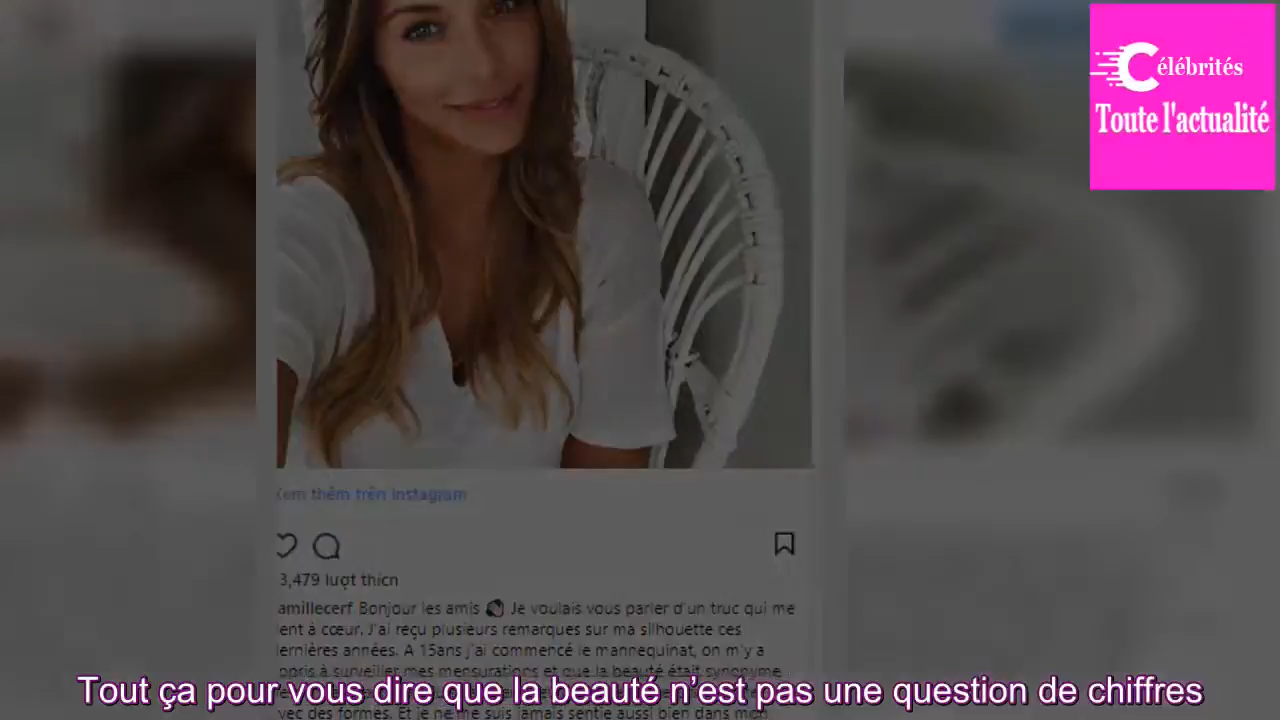 Célébrités
Toute l'actualité
Xem thêm trên Instagram
3,479 lượt thích
amillecerf Bonjour les amis Je voulais vous parler d'un truc qui me
ient à cœur. J'ai reçu plusieurs remarques sur ma silhouette ces
ernières années. A 15ans j'ai commencé le mannequinat, on m'y a
ppris à surveiller mes mensurations et que la beauté était synonyme
Tout ça pour vous dire que la beauté n’est pas une question de chiffres
vec des formes. Et je ne me suis jamais sentie aussi bien dans mon